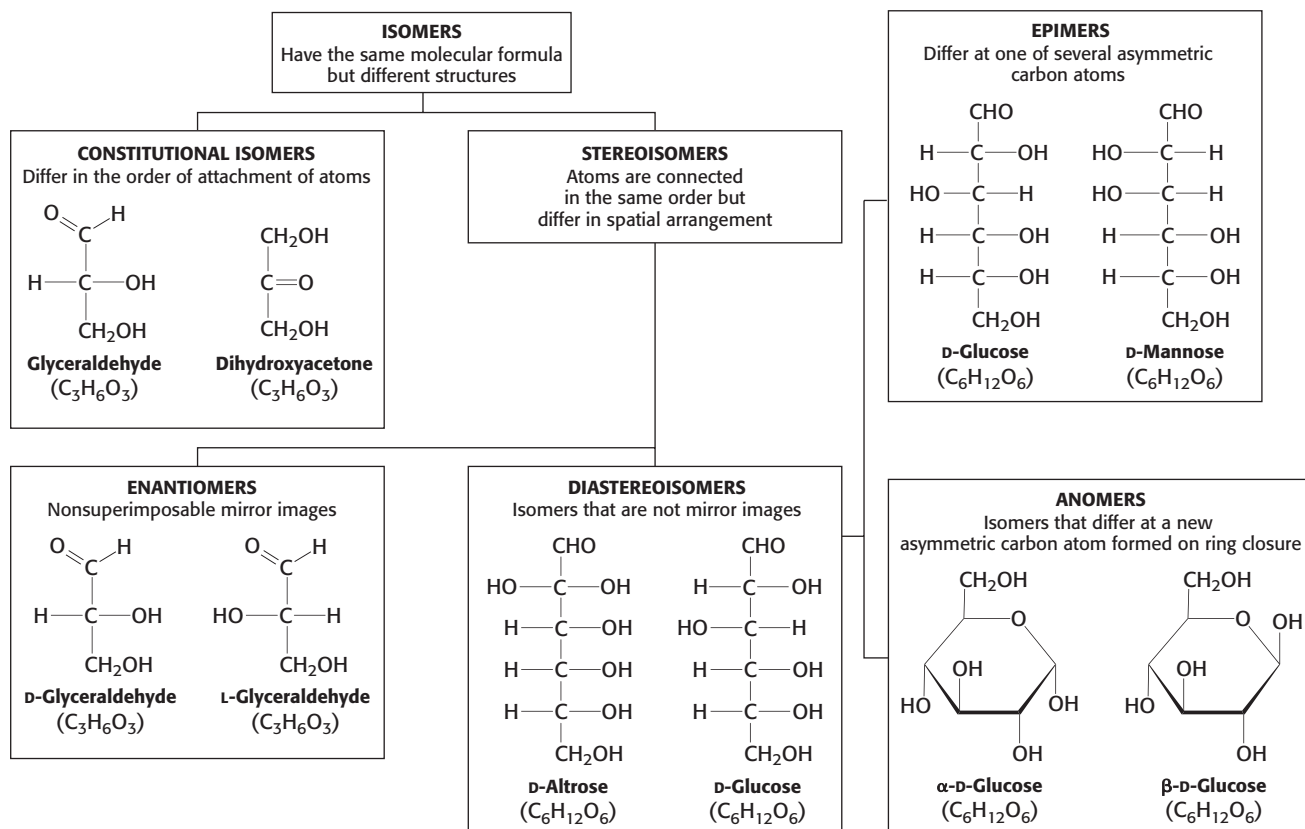 ISOMERS
Have the same molecular formula
but different structures
CONSTITUTIONAL ISOMERS
Differ in the order of attachment of atoms
O H
C
H C OH
CH₂OH
Glyceraldehyde
(C₃H₆O₃)
CH₂OH
C=O
CH₂OH
Dihydroxyacetone
(C₃H₆O₃)
STEREOISOMERS
Atoms are connected
in the same order but
differ in spatial arrangement
EPIMERS
Differ at one of several asymmetric
carbon atoms
CHO
H C OH
HO C H
H C OH
H C OH
CH₂OH
D-Glucose
(C₆H₁₂O₆)
CHO
HO C H
HO C H
H C OH
H C OH
CH₂OH
D-Mannose
(C₆H₁₂O₆)
ENANTIOMERS
Nonsuperimposable mirror images
O H
C
H C OH
CH₂OH
D-Glyceraldehyde
(C₃H₆O₃)
O H
C
HO C H
CH₂OH
L-Glyceraldehyde
(C₃H₆O₃)
DIASTEREOISOMERS
Isomers that are not mirror images
CHO
HO C OH
H C OH
H C OH
H C OH
CH₂OH
D-Altrose
(C₆H₁₂O₆)
CHO
H C OH
HO C H
H C OH
H C OH
CH₂OH
D-Glucose
(C₆H₁₂O₆)
ANOMERS
Isomers that differ at a new
asymmetric carbon atom formed on ring closure
CH₂OH
O
OH
HO OH
OH
α-D-Glucose
(C₆H₁₂O₆)
CH₂OH
O OH
OH
HO
OH
β-D-Glucose
(C₆H₁₂O₆)